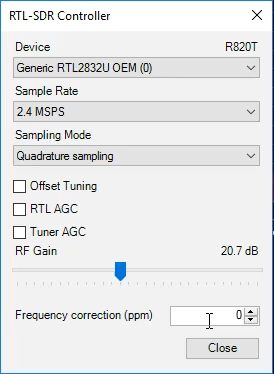 RTL-SDR Controller
Device R820T
Generic RTL2832U OEM (0)
Sample Rate
2.4 MSPS
Sampling Mode
Quadrature sampling
Offset Tuning
RTL AGC
Tuner AGC
RF Gain 20.7 dB
Frequency correction (ppm) 0
Close